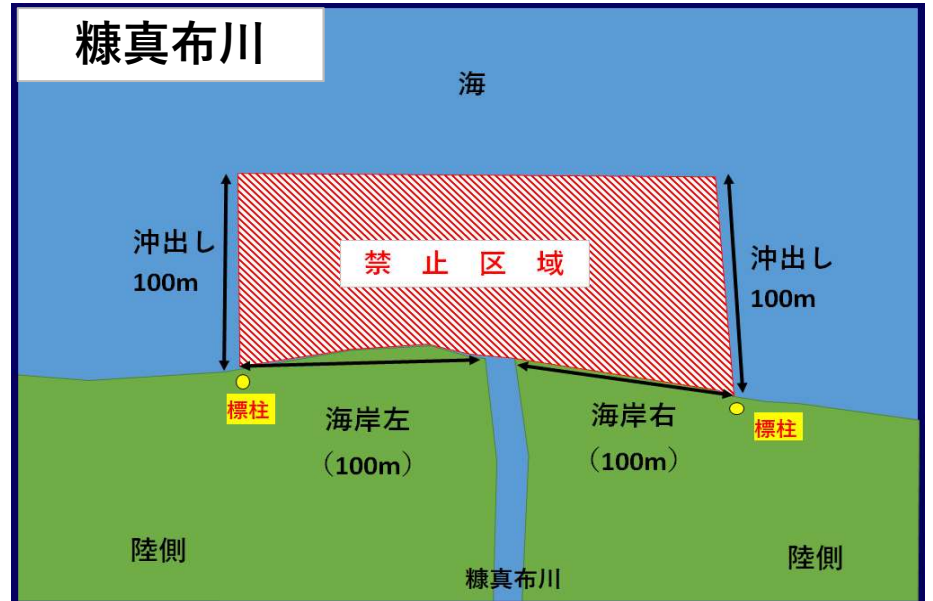 糠真布川
海
沖出し
100m
禁止区域
沖出し
100m
標柱
海岸左
（100m）
海岸右
（100m）
標柱
陸側
糠真布川
陸側